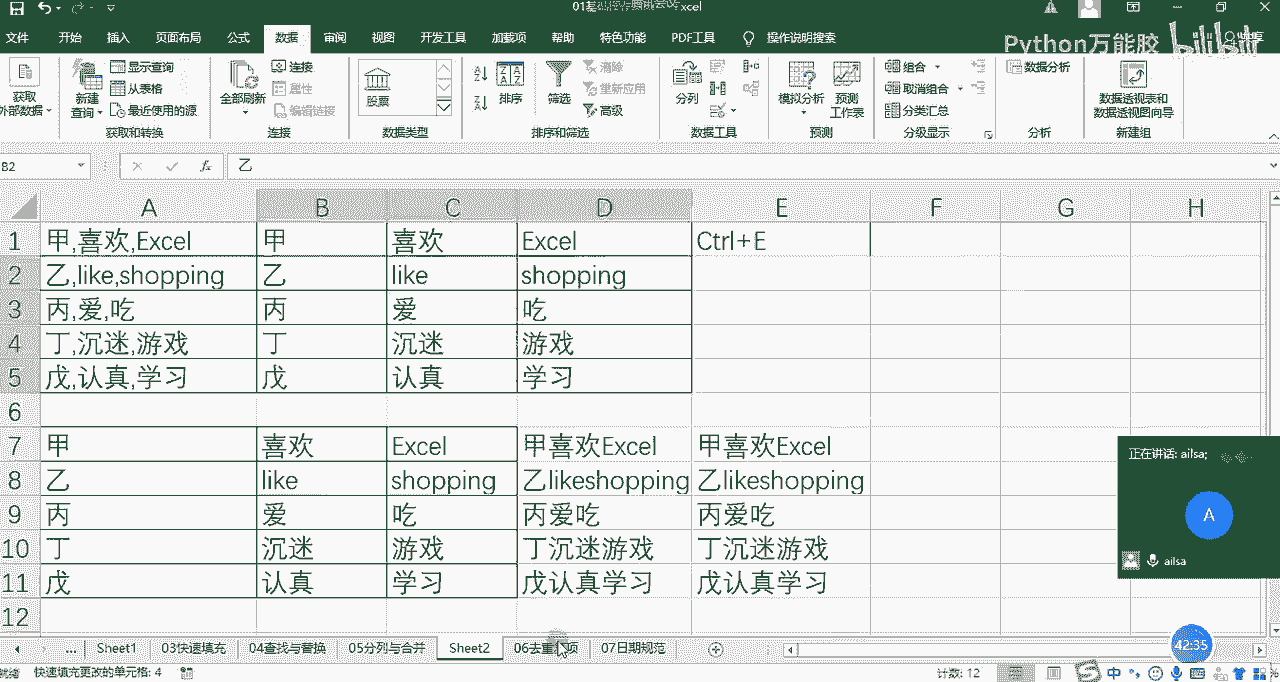 xcel
文件 开始 插入 页面布局 公式 数据 审阅 视图 开发工具 加载项 帮助 特色功能 PDF工具 操作说明搜索
Python万能胶 bilibili
获取
外部数据
新建
查询
显示查询
从表格
最近使用的源
获取和转换
全部刷新
连接
属性
编辑链接
连接
股票
数据类型
排序
筛选
清除
重新应用
高级
排序和筛选
分列
数据工具
模拟分析
预测
工作表
预测
组合
取消组合
分类汇总
分级显示
数据分析
分析
数据透视表和
数据透视图向导
新建组
B2 fx 乙
A B C D E F G H
1 甲,喜欢,Excel 甲 喜欢 Excel Ctrl+E
2 乙,like,shopping 乙 like shopping
3 丙,爱,吃 丙 爱 吃
4 丁,沉迷,游戏 丁 沉迷 游戏
5 戊,认真,学习 戊 认真 学习
6
7 甲 喜欢 Excel 甲喜欢Excel 甲喜欢Excel
8 乙 like shopping 乙likeshopping 乙likeshopping
9 丙 爱 吃 丙爱吃 丙爱吃
10 丁 沉迷 游戏 丁沉迷游戏 丁沉迷游戏
11 戊 认真 学习 戊认真学习 戊认真学习
12
正在讲话: ailsa;
A
ailsa
... Sheet1 03快速填充 04查找与替换 05分列与合并 Sheet2 06去重 07日期规范
42:35
就绪 快速填充更改的单元格: 4 计数: 12 中